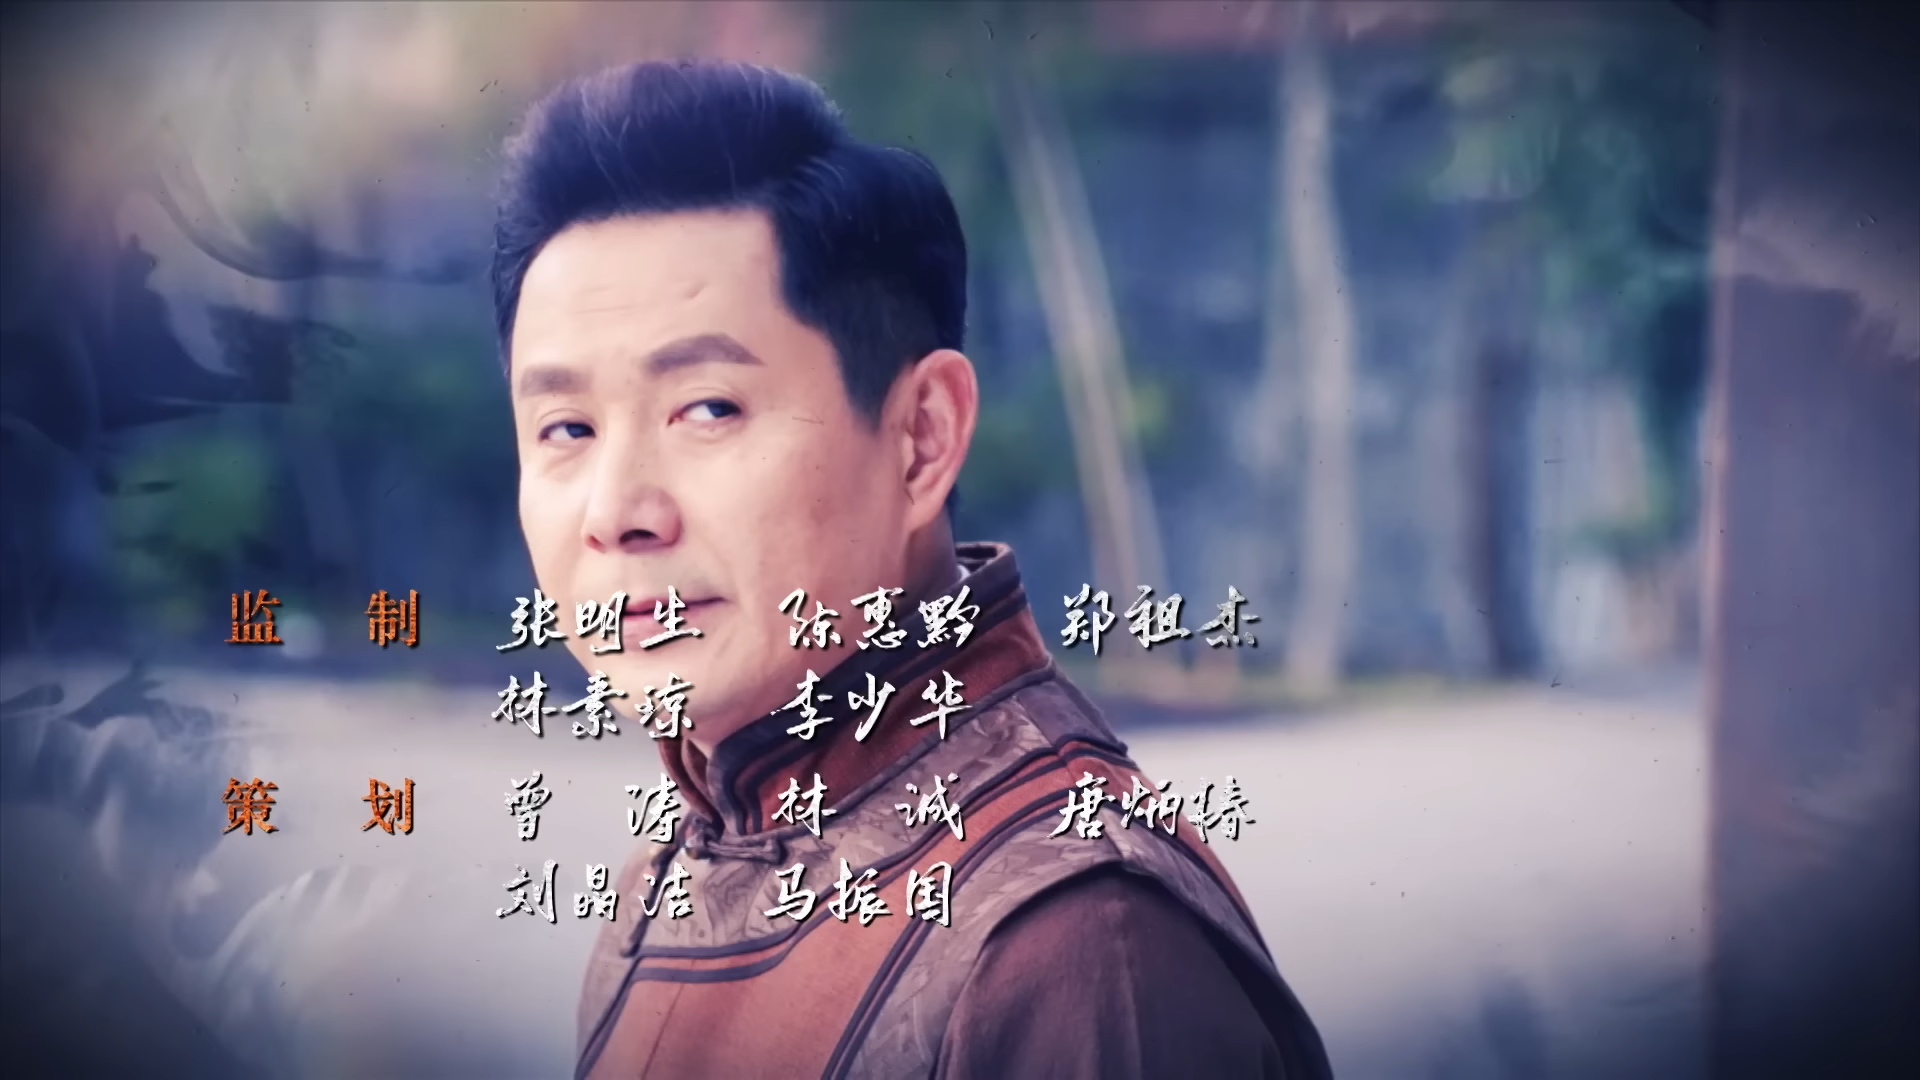 监 制 张明生 陈惠黔 郑祖杰
林素琼 李少华
策 划 曾 涛 林 诚 唐炳椿
刘晶洁 马振国